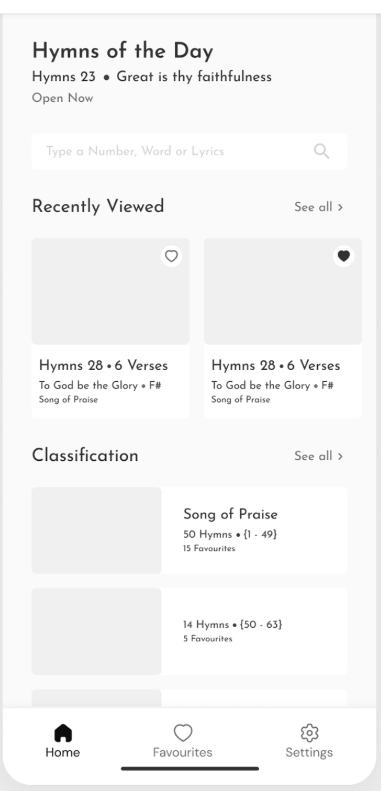 Hymns of the Day
Hymns 23 • Great is thy faithfulness
Open Now
Type a Number, Word or Lyrics
Recently Viewed
See all >
Hymns 28 • 6 Verses
To God be the Glory • F#
Song of Praise
Hymns 28 • 6 Verses
To God be the Glory • F#
Song of Praise
Classification
See all >
Song of Praise
50 Hymns • {1 - 49}
15 Favourites
14 Hymns • {50 - 63}
5 Favourites
Home
Favourites
Settings